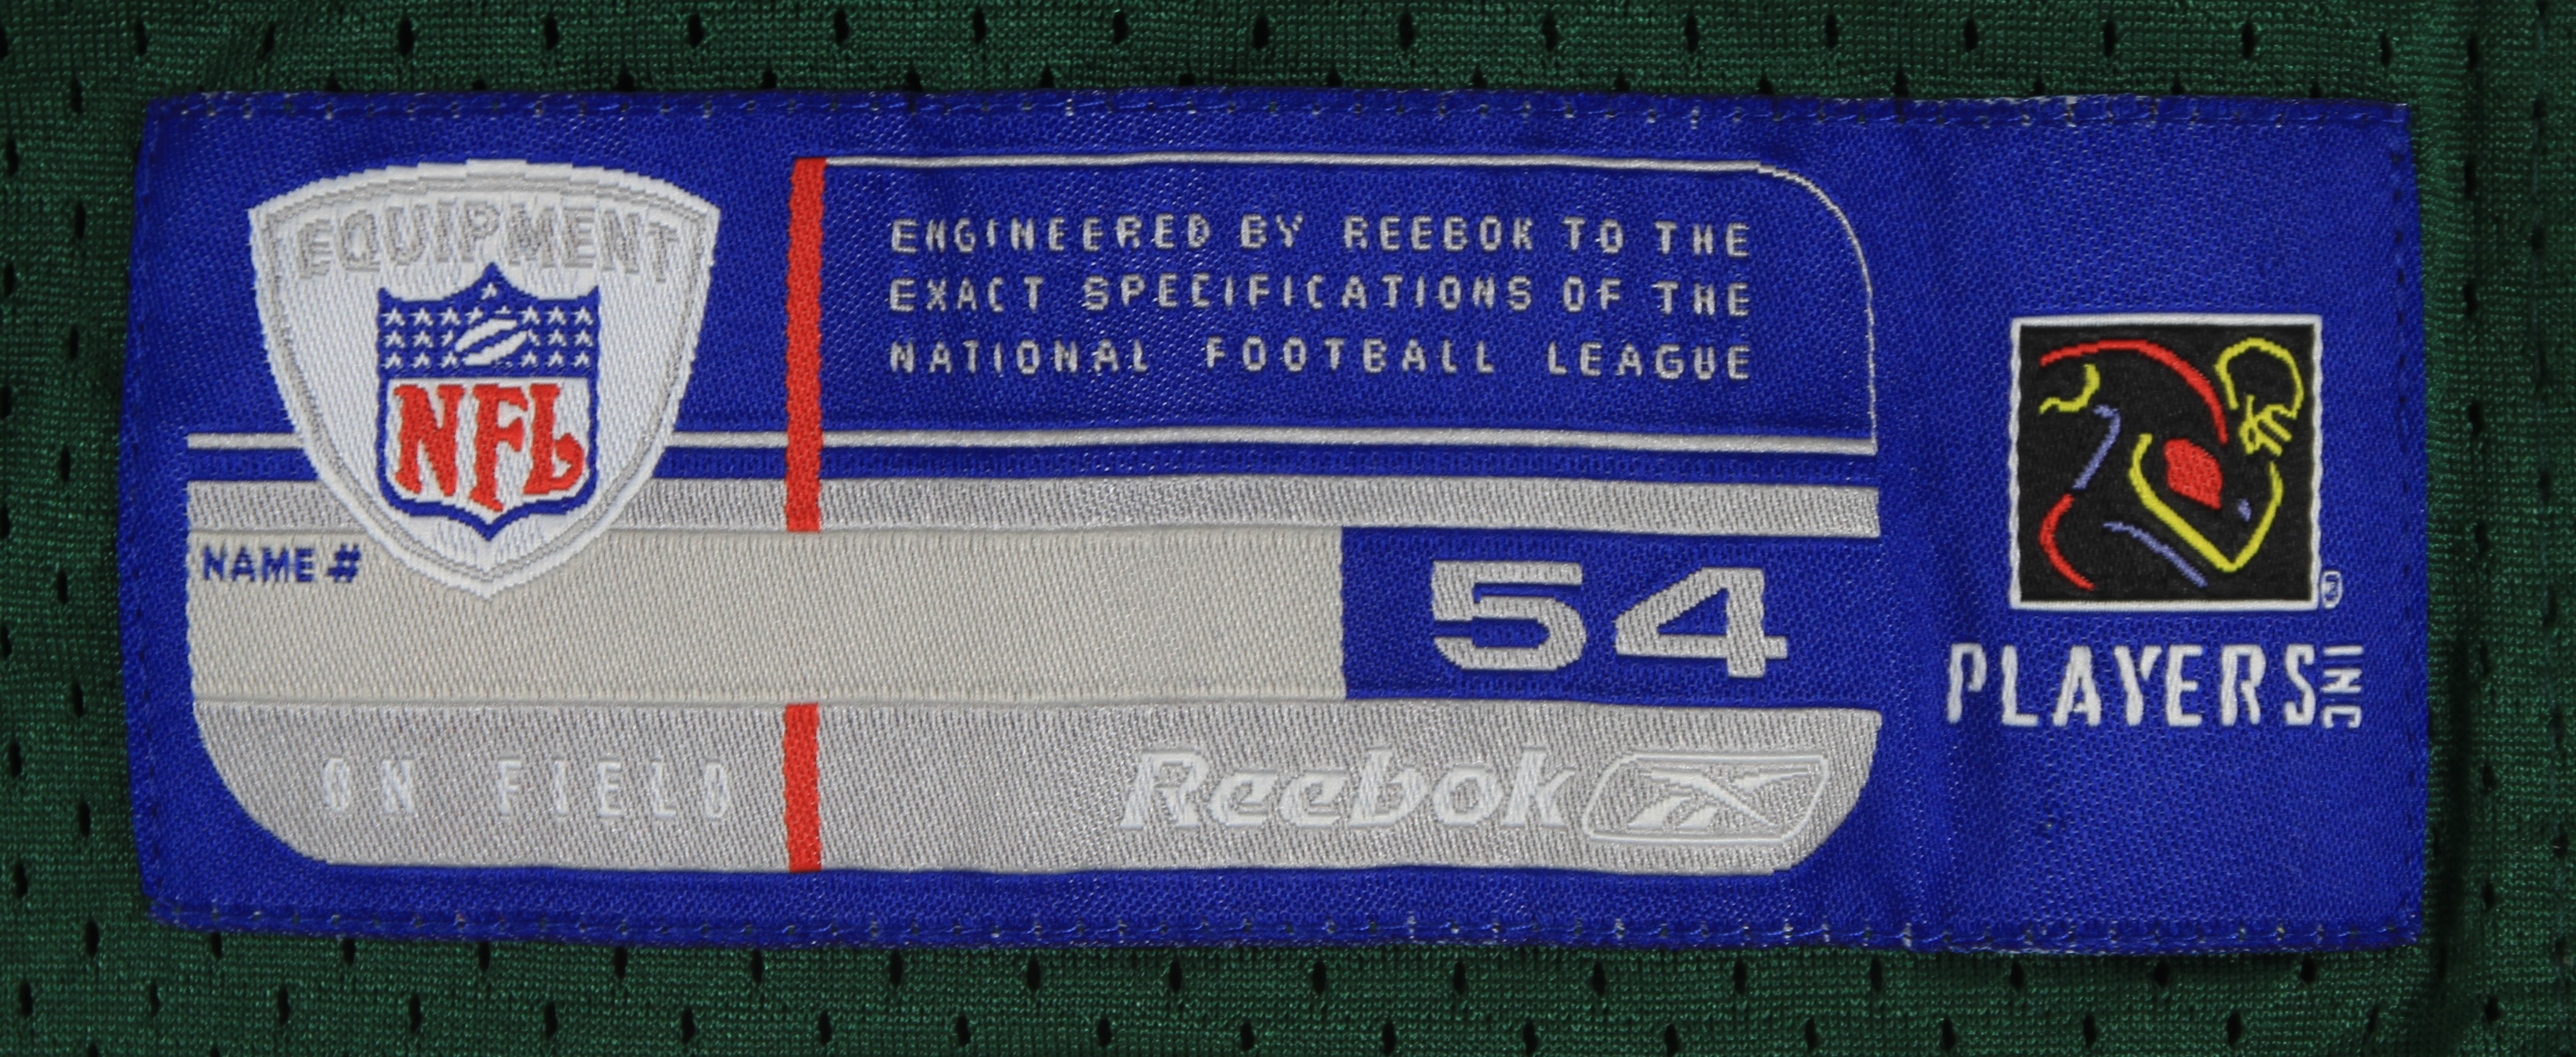 EQUIPMENT
NFL
ENGINEERED BY REEBOK TO THE
EXACT SPECIFICATIONS OF THE
NATIONAL FOOTBALL LEAGUE
NAME #
54
ON FIELD
Reebok
®
PLAYERS INC